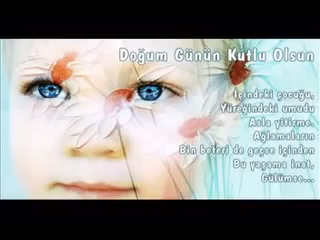 Doğum Günün Kutlu Olsun
İçindeki çocuğu,
Yüreğindeki umudu
Asla yitirme.
Ağlamaların
Bin beteri de geçse içinden
Bu yaşama inat,
Gülümse...